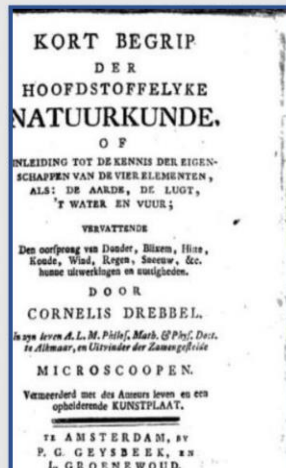 KORT BEGRIP
DER
HOOFDSTOFFELYKE
NATUURKUNDE,
OF
INLEIDING TOT DE KENNIS DER EIGEN-
SCHAPPEN VAN DE VIER ELEMENTEN,
ALS: DE AARDE, DE LUGT,
'T WATER EN VUUR;
VERVATTENDE
Den oorsprong van Donder, Blixem, Hitte,
Koude, Wind, Regen, Sneeuw, &c.
hunne uitwerkingen en nuttigheden.
DOOR
CORNELIS DREBBEL.
In zyn leven A. L. M. Philos. Math. & Phys. Doct.
te Alkmaar, en Uitvinder der Zamengestelde
MICROSCOOPEN.
Vermeerderd met des Auteurs leven en een
ophelderende KUNSTPLAAT.
TE AMSTERDAM, BY
P. G. GEYSBEEK, EN
L. GROENEWOUD.